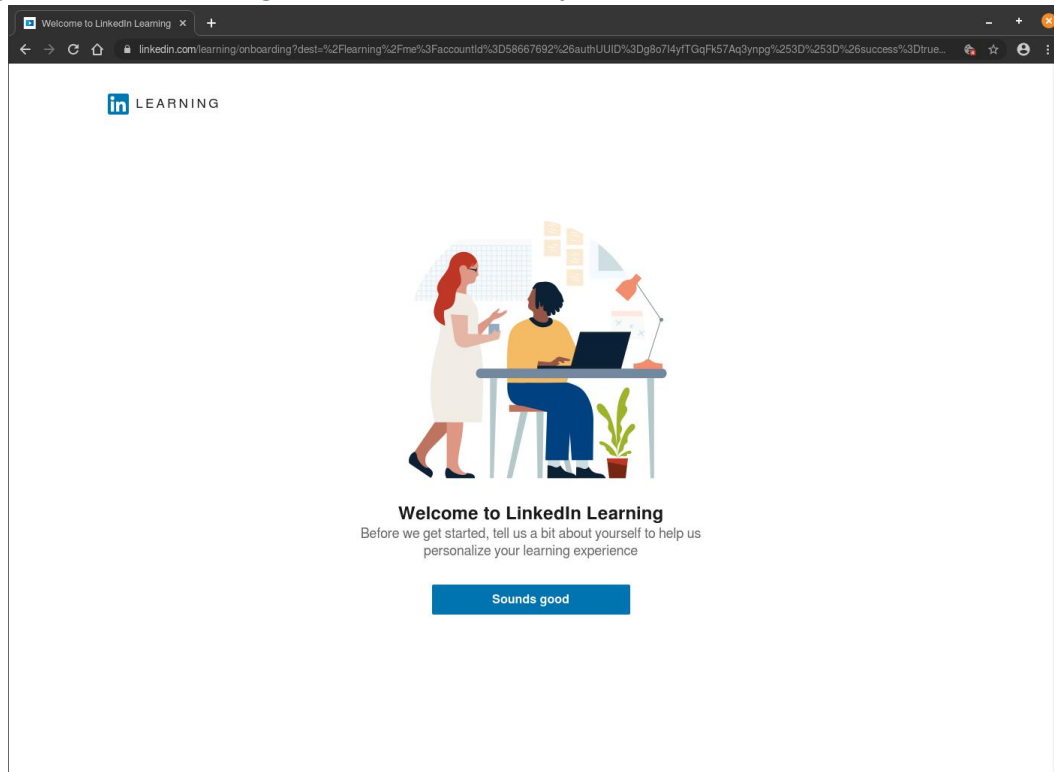 Welcome to LinkedIn Learning
linkedin.com/learning/onboarding?dest=%2Flearning%2Fme%3FaccountId%3D58667692%26authUUID%3Dg8o7I4yfTGqFk57Aq3ynpg%253D%253D%26success%3Dtrue...
in LEARNING
Welcome to LinkedIn Learning
Before we get started, tell us a bit about yourself to help us
personalize your learning experience
Sounds good